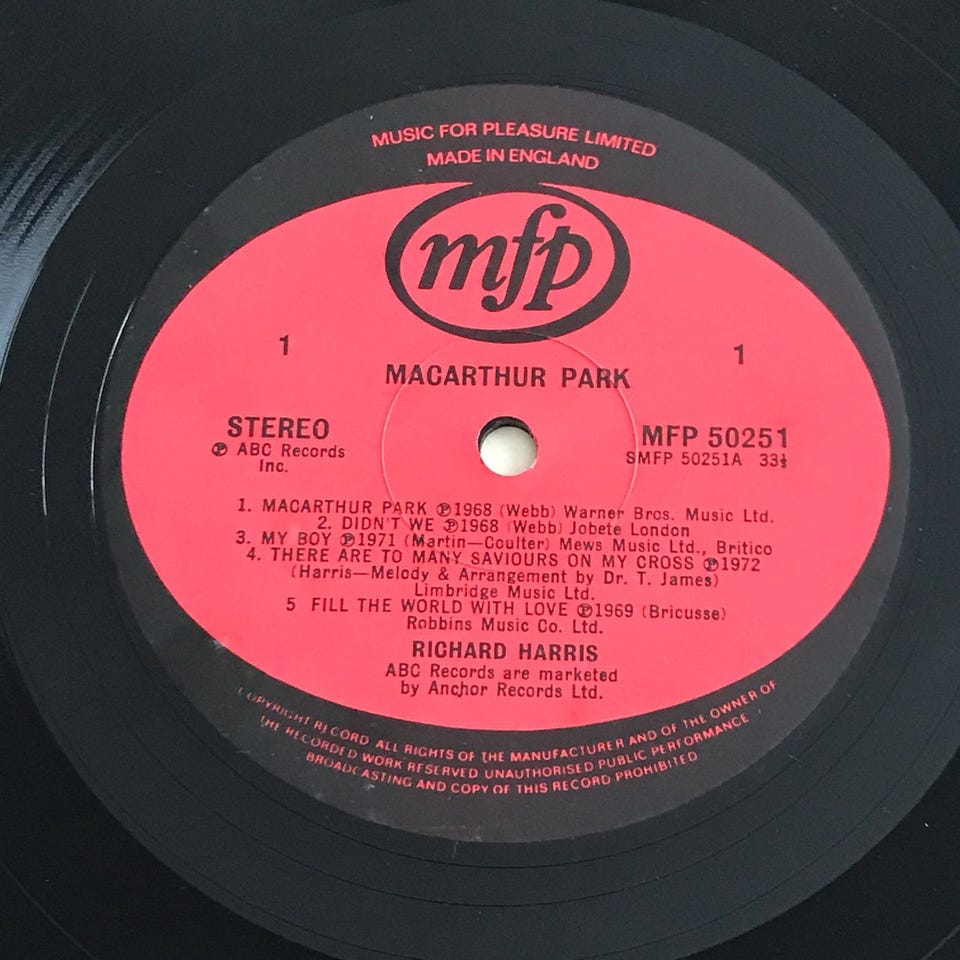 MUSIC FOR PLEASURE LIMITED
MADE IN ENGLAND
mfp
1 1
MACARTHUR PARK
STEREO MFP 50251
℗ ABC Records SMFP 50251A 33⅓
Inc.
1. MACARTHUR PARK ℗1968 (Webb) Warner Bros. Music Ltd.
2. DIDN'T WE ℗1968 (Webb) Jobete London
3. MY BOY ℗1971 (Martin—Coulter) Mews Music Ltd., Britico
4. THERE ARE TO MANY SAVIOURS ON MY CROSS ℗1972
(Harris—Melody & Arrangement by Dr. T. James)
Limbridge Music Ltd.
5 FILL THE WORLD WITH LOVE ℗1969 (Bricusse)
Robbins Music Co. Ltd.
RICHARD HARRIS
ABC Records are marketed
by Anchor Records Ltd.
COPYRIGHT RECORD ALL RIGHTS OF THE MANUFACTURER AND OF THE OWNER OF
THE RECORDED WORK RESERVED UNAUTHORISED PUBLIC PERFORMANCE
BROADCASTING AND COPY OF THIS RECORD PROHIBITED